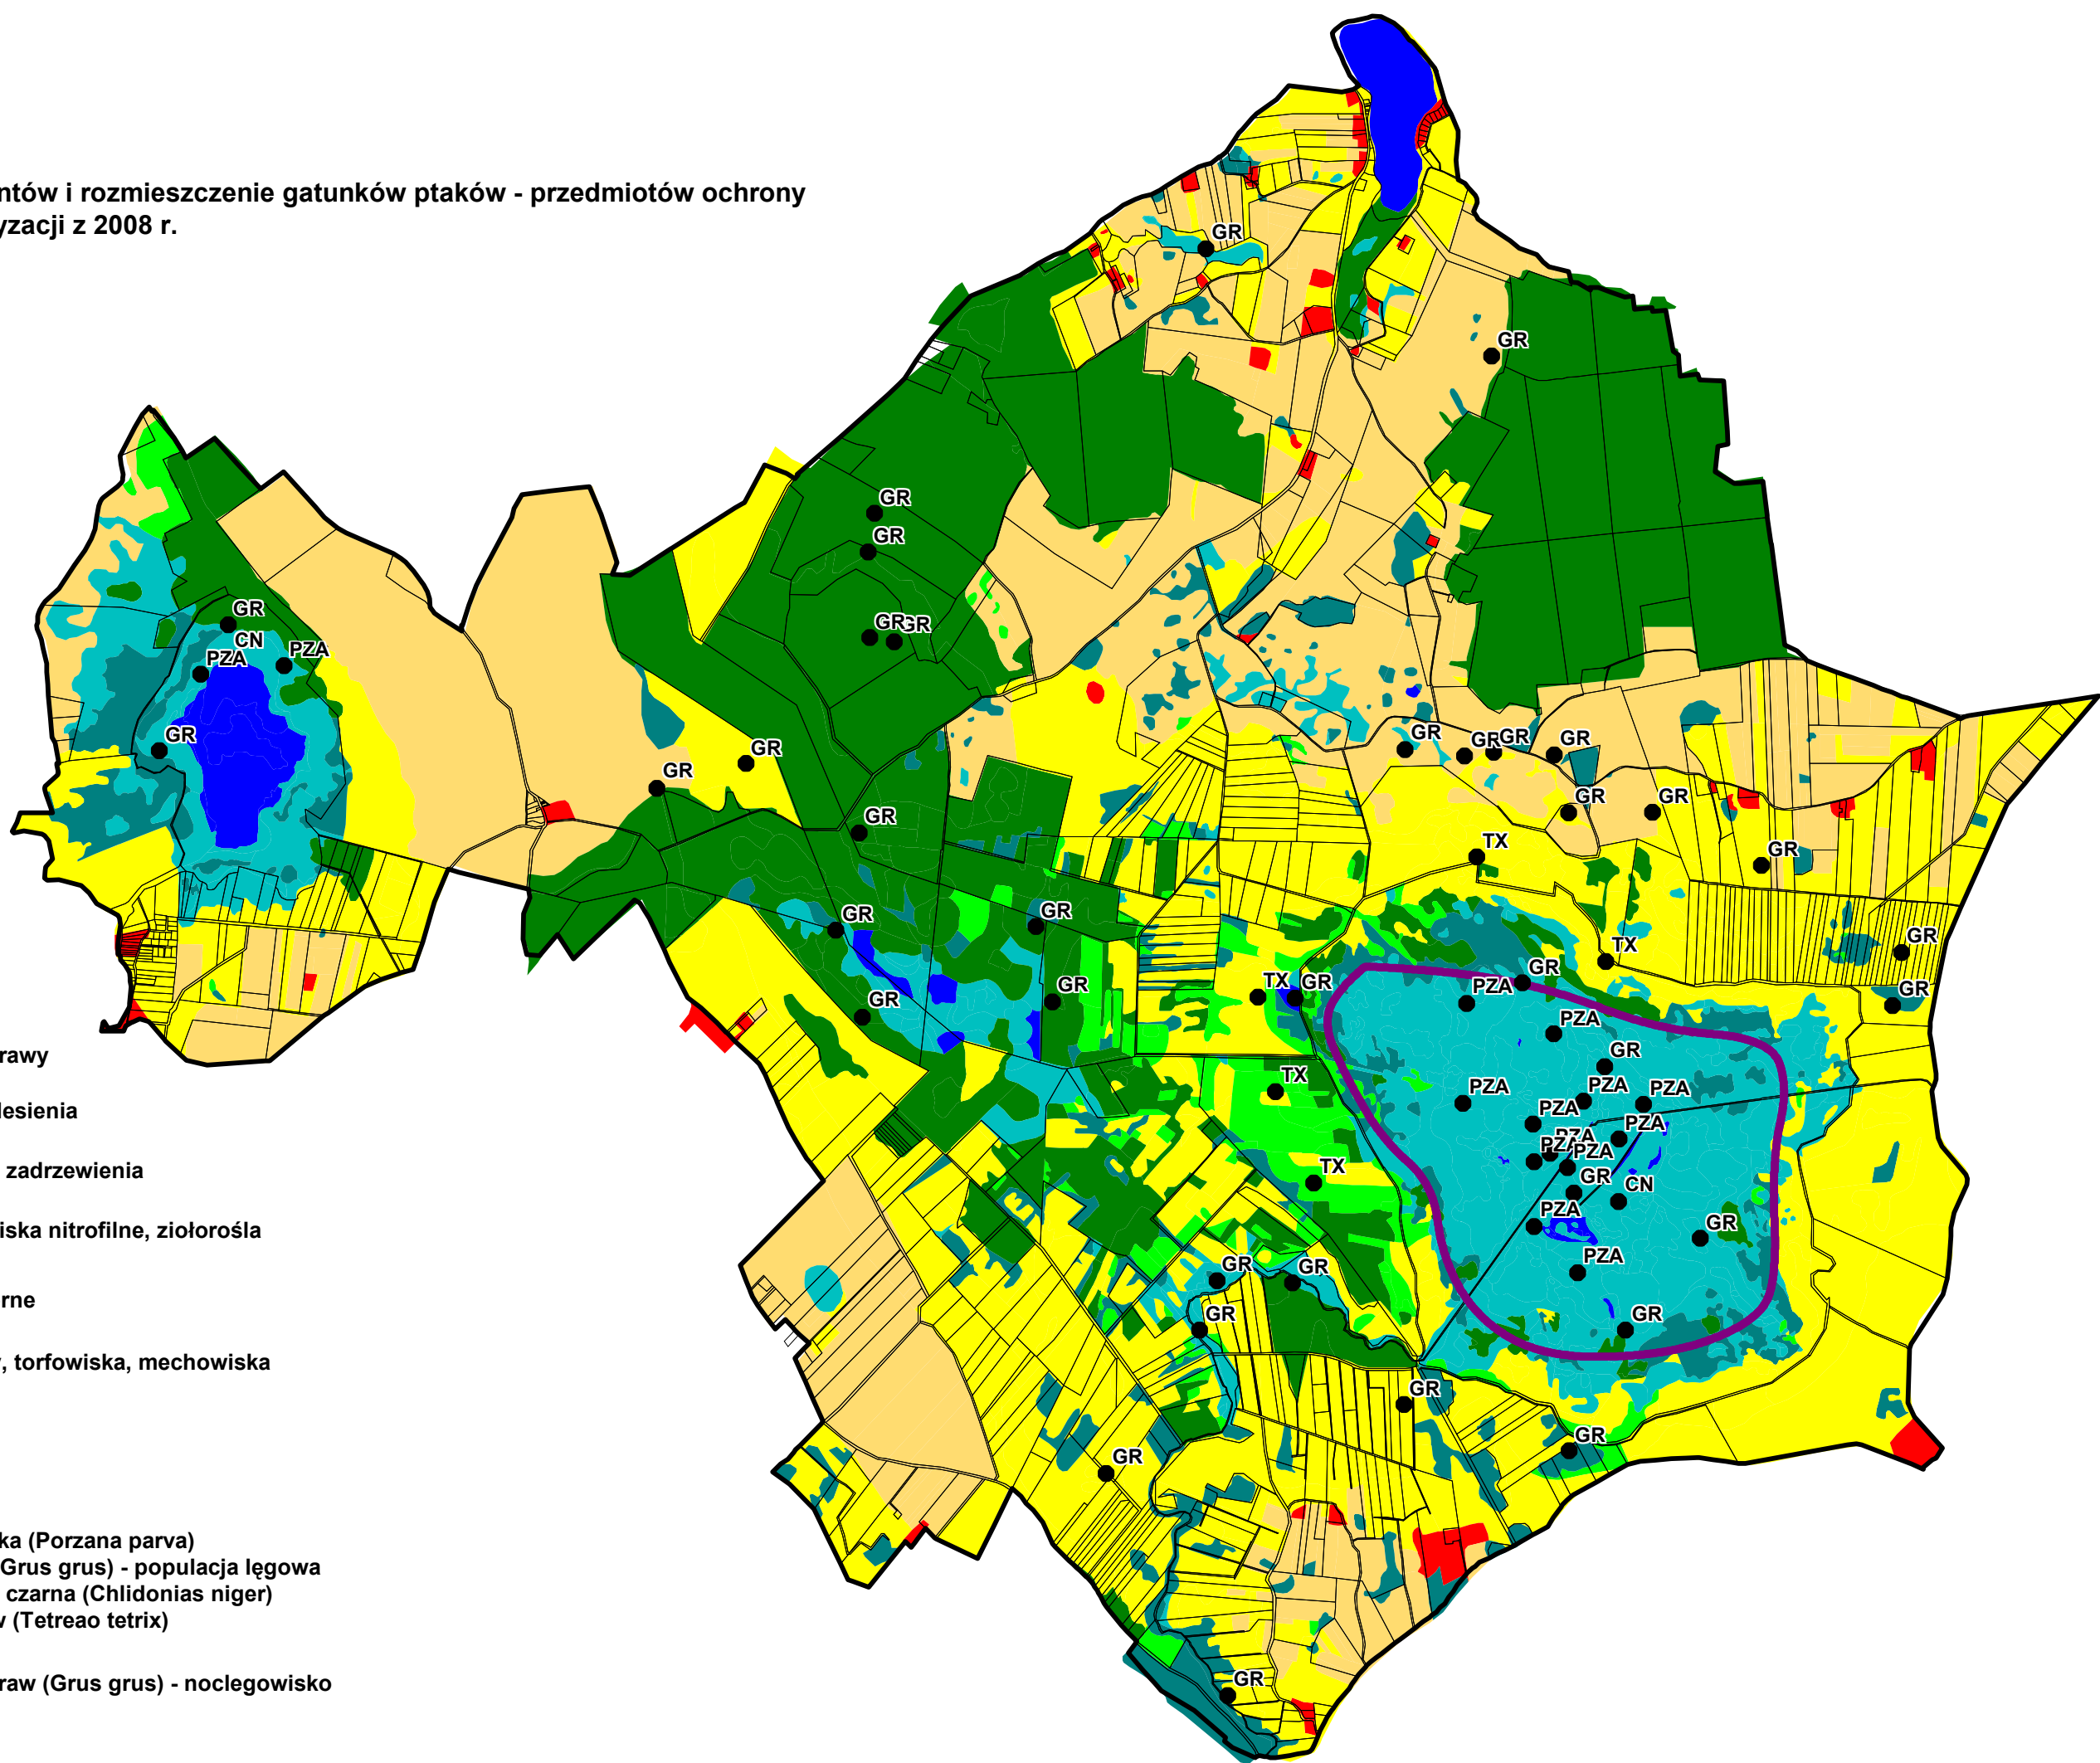 ntów i rozmieszczenie gatunków ptaków - przedmiotów ochrony
yzacji z 2008 r.
GR
GR
GR
GR
GR
GR
GR
CN
PZA
PZA
GR
GR
GR
GR
GR
GR
GR
GR
GR
GR
GR
TX
GR
GR
GR
GR
TX
GR
GR
PZA
TX
GR
GR
GR
PZA
GR
TX
PZA
PZA
PZA
PZA
PZA
PZA
PZA
PZA
TX
GR
CN
PZA
GR
PZA
GR
GR
GR
GR
GR
GR
GR
GR
rawy
lesienia
zadrzewienia
iska nitrofilne, ziołorośla
rne
, torfowiska, mechowiska
ka (Porzana parva)
Grus grus) - populacja lęgowa
czarna (Chlidonias niger)
(Tetreao tetrix)
raw (Grus grus) - noclegowisko